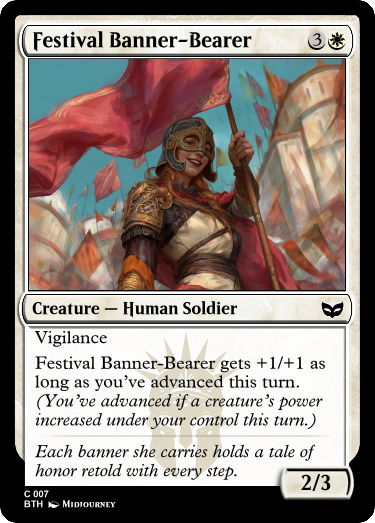 Festival Banner-Bearer 3
Creature — Human Soldier
Vigilance
Festival Banner-Bearer gets +1/+1 as
long as you've advanced this turn.
(You've advanced if a creature's power
increased under your control this turn.)
Each banner she carries holds a tale of
honor retold with every step.
2/3
C 007
BTH Midjourney